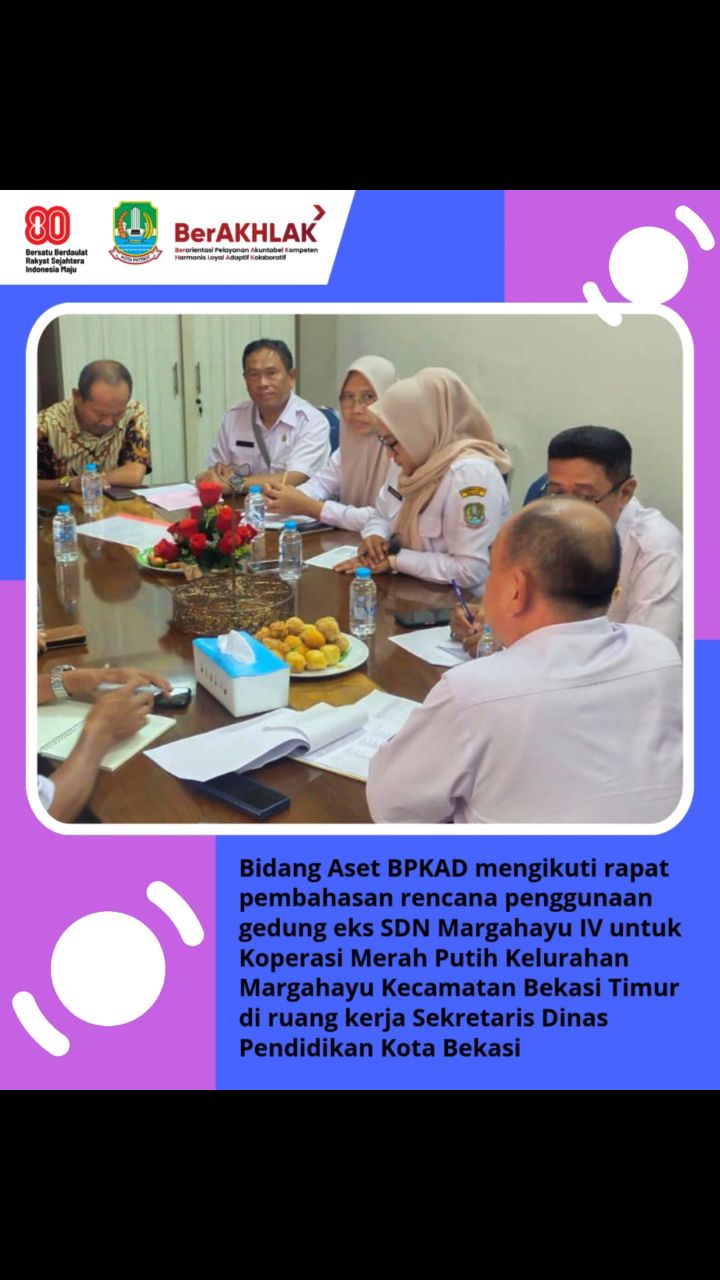 80
Bersatu Berdaulat
Rakyat Sejahtera
Indonesia Maju
KOTA PATRIOT
BerAKHLAK
Berorientasi Pelayanan Akuntabel Kompeten
Harmonis Loyal Adaptif Kolaboratif
Bidang Aset BPKAD mengikuti rapat
pembahasan rencana penggunaan
gedung eks SDN Margahayu IV untuk
Koperasi Merah Putih Kelurahan
Margahayu Kecamatan Bekasi Timur
di ruang kerja Sekretaris Dinas
Pendidikan Kota Bekasi